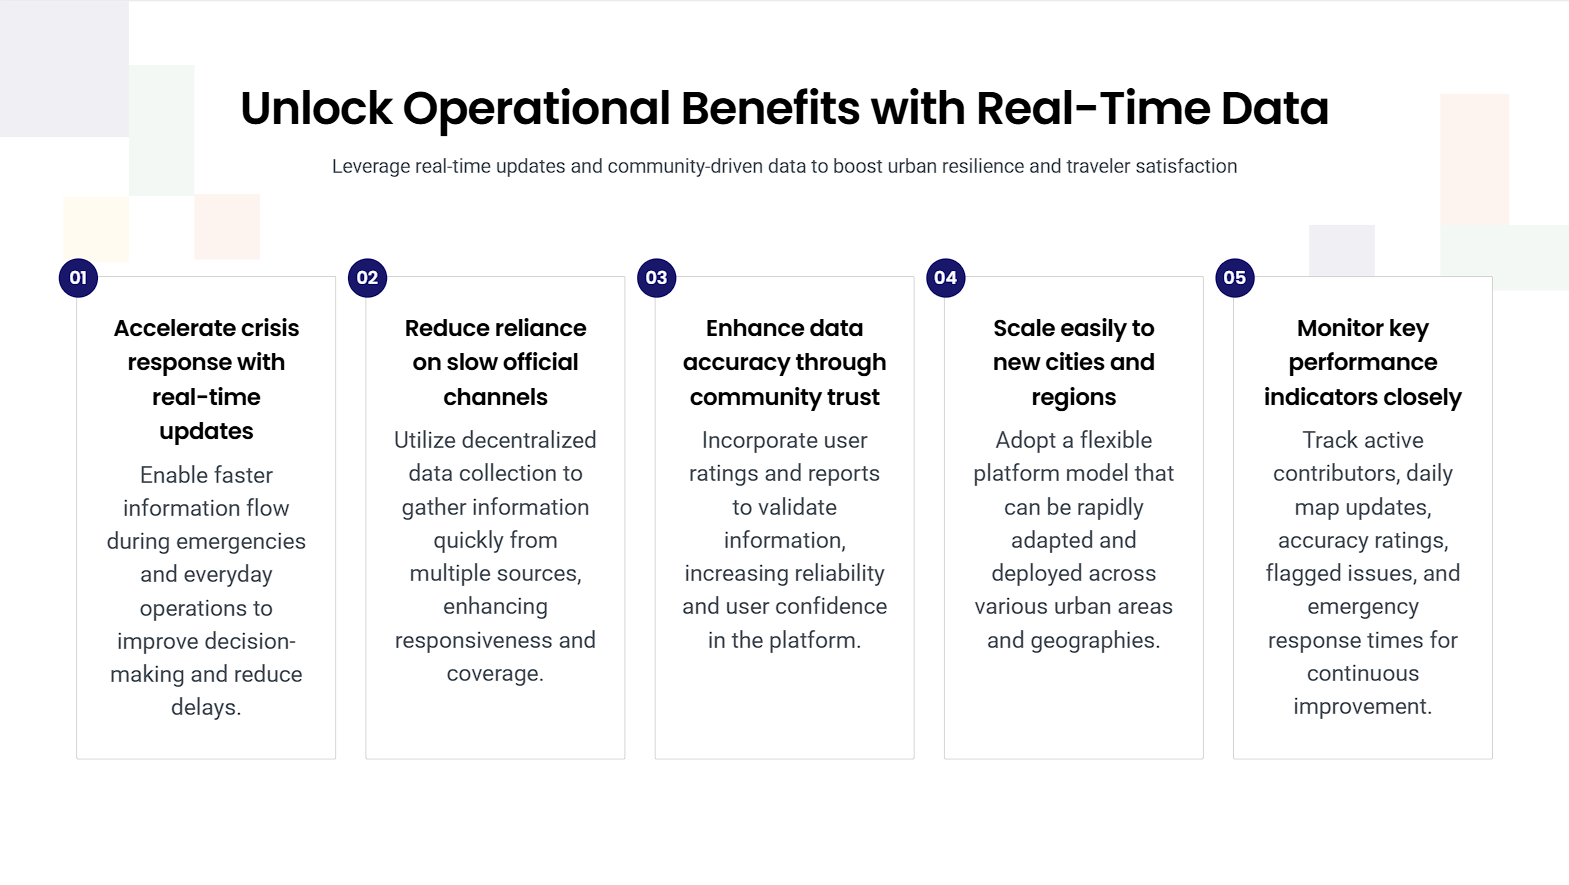 Unlock Operational Benefits with Real-Time Data
Leverage real-time updates and community-driven data to boost urban resilience and traveler satisfaction
01
Accelerate crisis
response with
real-time
updates
Enable faster
information flow
during emergencies
and everyday
operations to
improve decision-
making and reduce
delays.
02
Reduce reliance
on slow official
channels
Utilize decentralized
data collection to
gather information
quickly from
multiple sources,
enhancing
responsiveness and
coverage.
03
Enhance data
accuracy through
community trust
Incorporate user
ratings and reports
to validate
information,
increasing reliability
and user confidence
in the platform.
04
Scale easily to
new cities and
regions
Adopt a flexible
platform model that
can be rapidly
adapted and
deployed across
various urban areas
and geographies.
05
Monitor key
performance
indicators closely
Track active
contributors, daily
map updates,
accuracy ratings,
flagged issues, and
emergency
response times for
continuous
improvement.